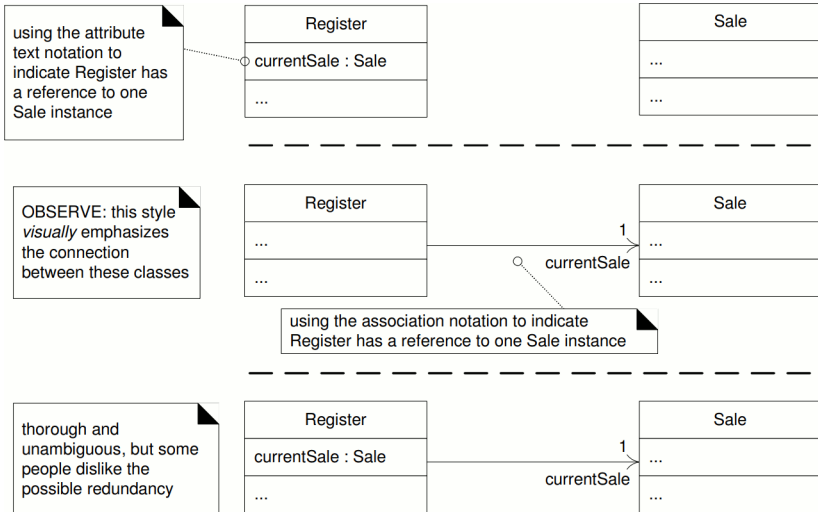 using the attribute
text notation to
indicate Register has
a reference to one
Sale instance
Register
currentSale : Sale
...
Sale
...
...
OBSERVE: this style
visually emphasizes
the connection
between these classes
Register
...
...
1
currentSale
Sale
...
...
using the association notation to indicate
Register has a reference to one Sale instance
thorough and
unambiguous, but some
people dislike the
possible redundancy
Register
currentSale : Sale
...
1
currentSale
Sale
...
...